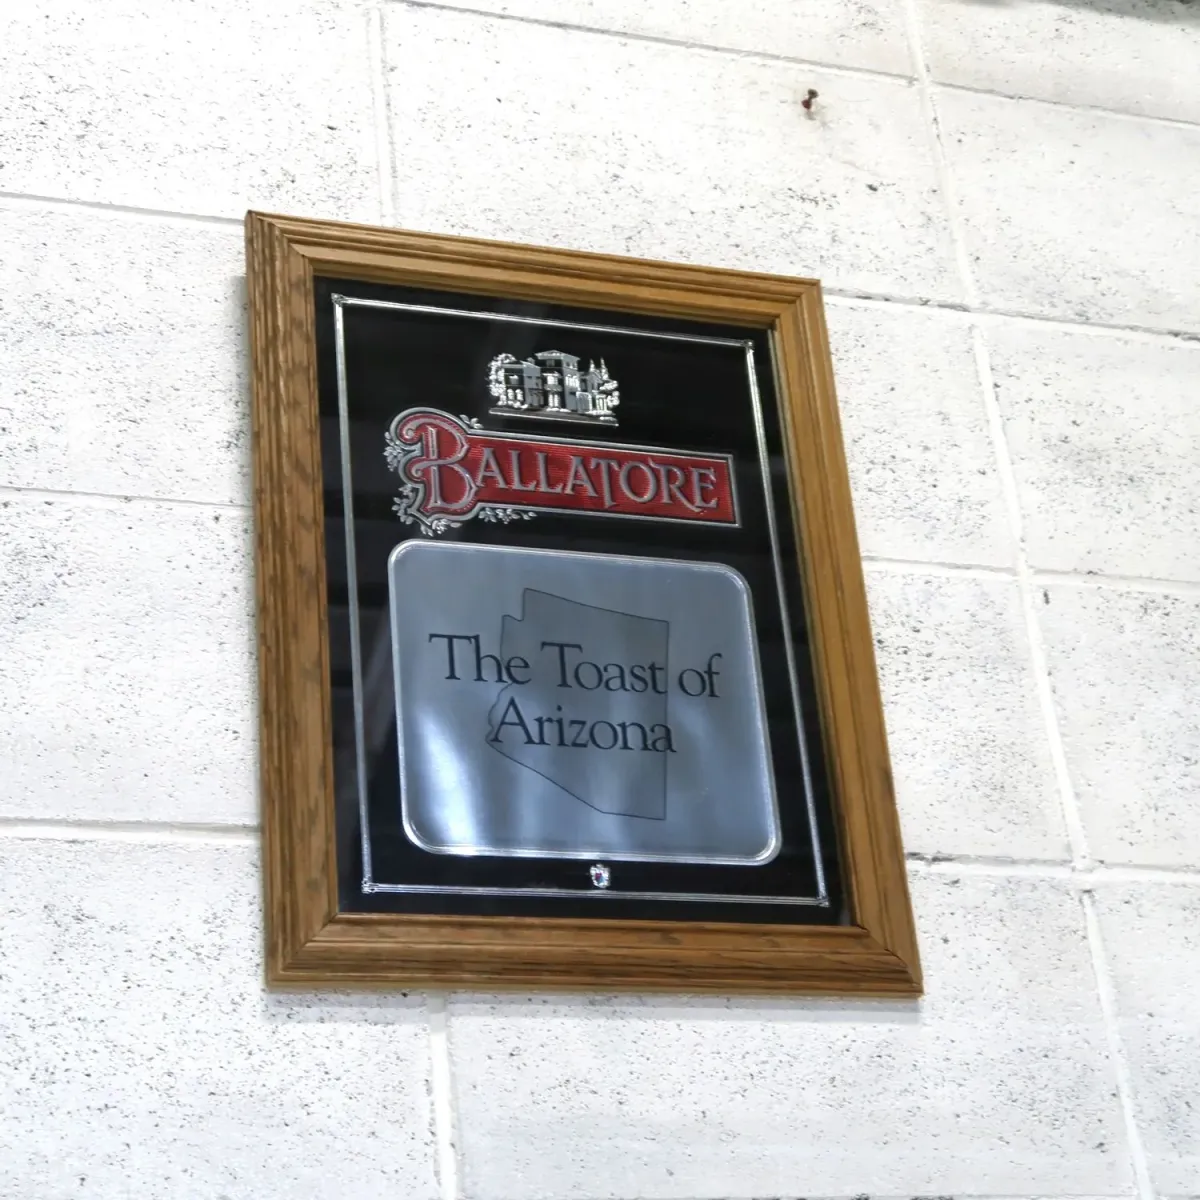 BALLATORE
The Toast of
Arizona